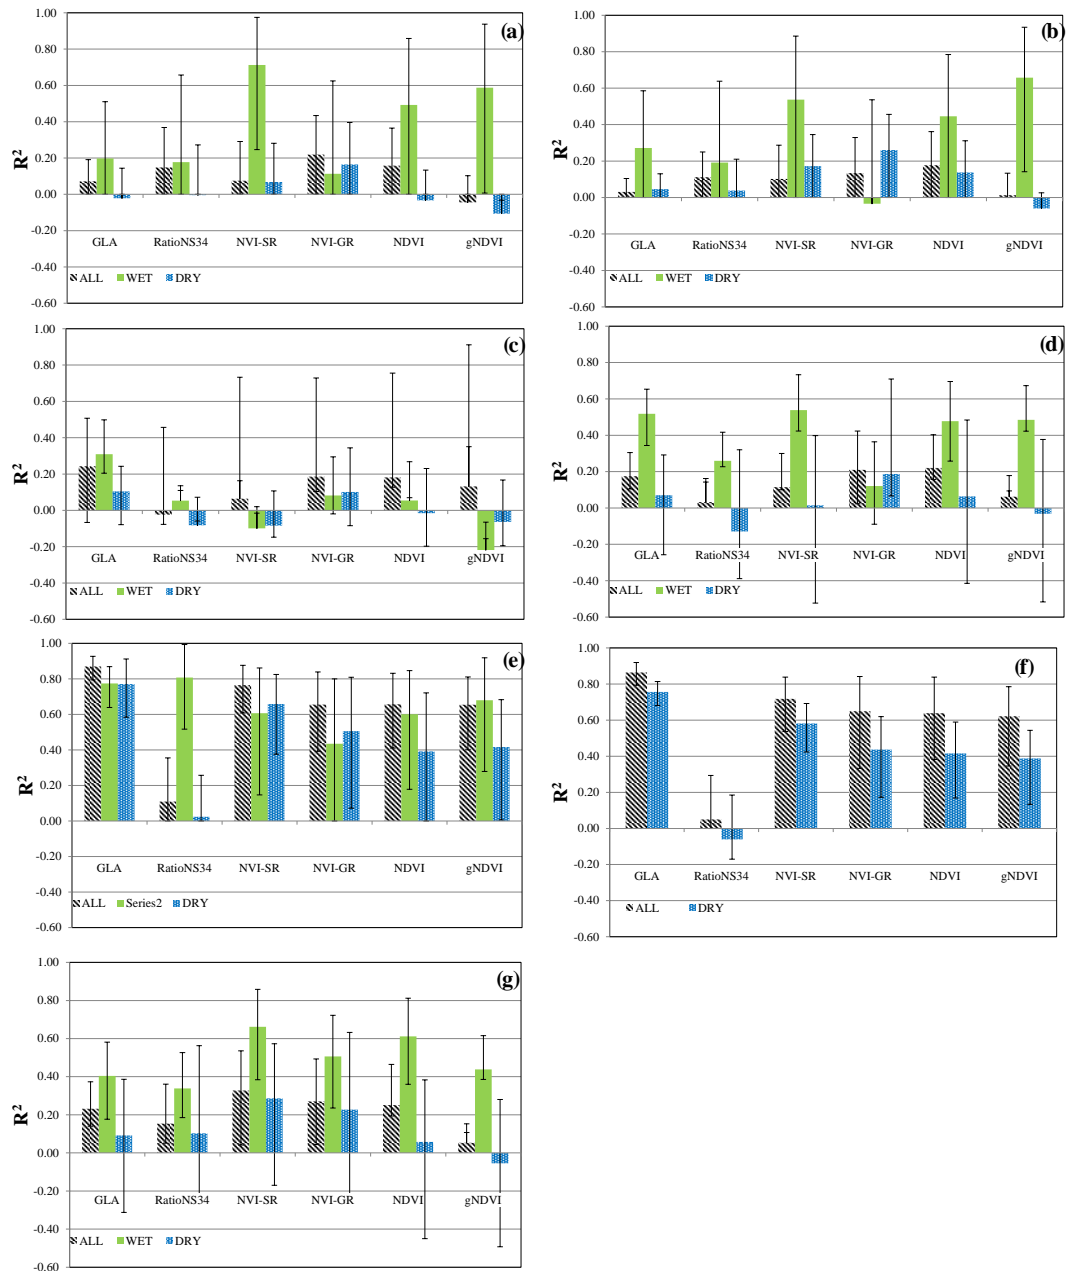 (a)
1.00
0.80
0.60
0.40
0.20
0.00
-0.20
-0.40
-0.60
R²
GLA RatioNS34 NVI-SR NVI-GR NDVI gNDVI
ALL WET DRY
(b)
1.00
0.80
0.60
0.40
0.20
0.00
-0.20
-0.40
-0.60
R²
GLA RatioNS34 NVI-SR NVI-GR NDVI gNDVI
ALL WET DRY
(c)
1.00
0.80
0.60
0.40
0.20
0.00
-0.20
-0.40
-0.60
GLA RatioNS34 NVI-SR NVI-GR NDVI gNDVI
ALL WET DRY
(d)
1.00
0.80
0.60
0.40
0.20
0.00
-0.20
-0.40
-0.60
GLA RatioNS34 NVI-SR NVI-GR NDVI gNDVI
ALL WET DRY
(e)
1.00
0.80
0.60
0.40
0.20
0.00
-0.20
-0.40
-0.60
R²
GLA RatioNS34 NVI-SR NVI-GR NDVI gNDVI
ALL Series2 DRY
(f)
1.00
0.80
0.60
0.40
0.20
0.00
-0.20
-0.40
-0.60
R²
GLA RatioNS34 NVI-SR NVI-GR NDVI gNDVI
ALL DRY
(g)
1.00
0.80
0.60
0.40
0.20
0.00
-0.20
-0.40
-0.60
R²
GLA RatioNS34 NVI-SR NVI-GR NDVI gNDVI
ALL WET DRY